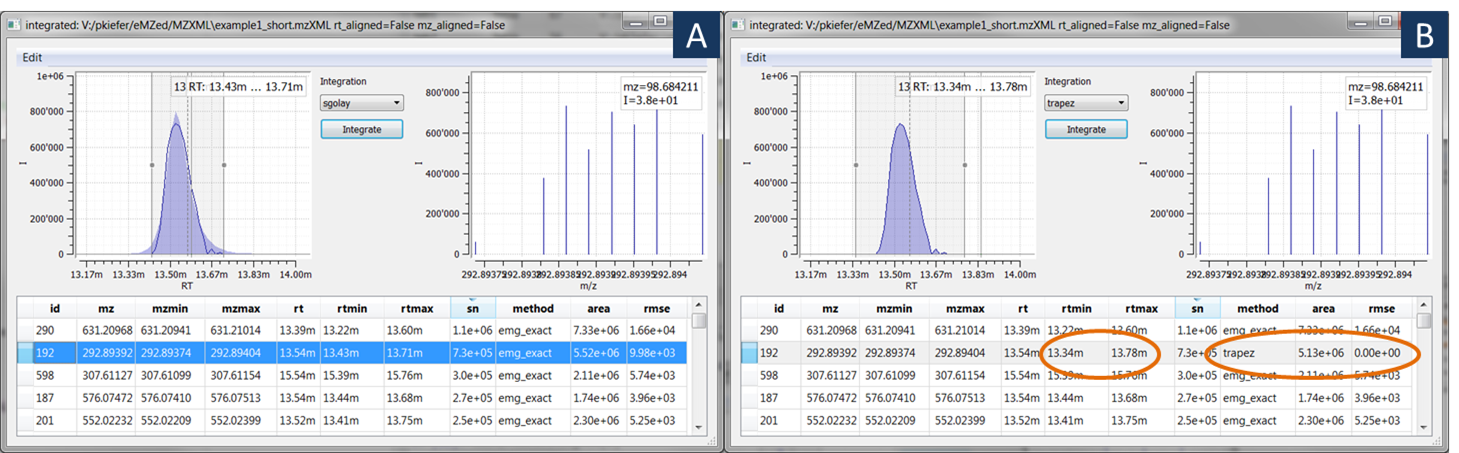 integrated: V:/pkiefer/eMZed/MZXML\example1_short.mzXML rt_aligned=False mz_aligned=False
A
Edit
1e+06
800'000
600'000
400'000
200'000
0
I
13 RT: 13.43m ... 13.71m
13.17m 13.33m 13.50m 13.67m 13.83m 14.00m
RT
Integration
sgolay
Integrate
800'000
600'000
400'000
200'000
0
I
mz=98.684211
I=3.8e+01
292.89375 292.8938 292.89385 292.8939 292.89395 292.894
m/z
id mz mzmin mzmax rt rtmin rtmax sn method area rmse
290 631.20968 631.20941 631.21014 13.39m 13.22m 13.60m 1.1e+06 emg_exact 7.33e+06 1.66e+04
192 292.89392 292.89374 292.89404 13.54m 13.43m 13.71m 7.3e+05 emg_exact 5.52e+06 9.98e+03
598 307.61127 307.61099 307.61154 15.54m 15.39m 15.76m 3.0e+05 emg_exact 2.11e+06 5.74e+03
187 576.07472 576.07410 576.07513 13.54m 13.44m 13.68m 2.7e+05 emg_exact 1.74e+06 3.96e+03
201 552.02232 552.02209 552.02399 13.52m 13.41m 13.75m 2.5e+05 emg_exact 2.30e+06 5.25e+03
integrated: V:/pkiefer/eMZed/MZXML\example1_short.mzXML rt_aligned=False mz_aligned=False
B
Edit
1e+06
800'000
600'000
400'000
200'000
0
I
13 RT: 13.34m ... 13.78m
13.17m 13.33m 13.50m 13.67m 13.83m 14.00m
RT
Integration
trapez
Integrate
800'000
600'000
400'000
200'000
0
I
mz=98.684211
I=3.8e+01
292.89375 292.8938 292.89385 292.8939 292.89395 292.894
m/z
id mz mzmin mzmax rt rtmin rtmax sn method area rmse
290 631.20968 631.20941 631.21014 13.39m 13.22m 13.60m 1.1e+06 emg_exact 7.33e+06 1.66e+04
192 292.89392 292.89374 292.89404 13.54m 13.34m 13.78m 7.3e+05 trapez 5.13e+06 0.00e+00
598 307.61127 307.61099 307.61154 15.54m 15.39m 15.76m 3.0e+05 emg_exact 2.11e+06 5.74e+03
187 576.07472 576.07410 576.07513 13.54m 13.44m 13.68m 2.7e+05 emg_exact 1.74e+06 3.96e+03
201 552.02232 552.02209 552.02399 13.52m 13.41m 13.75m 2.5e+05 emg_exact 2.30e+06 5.25e+03